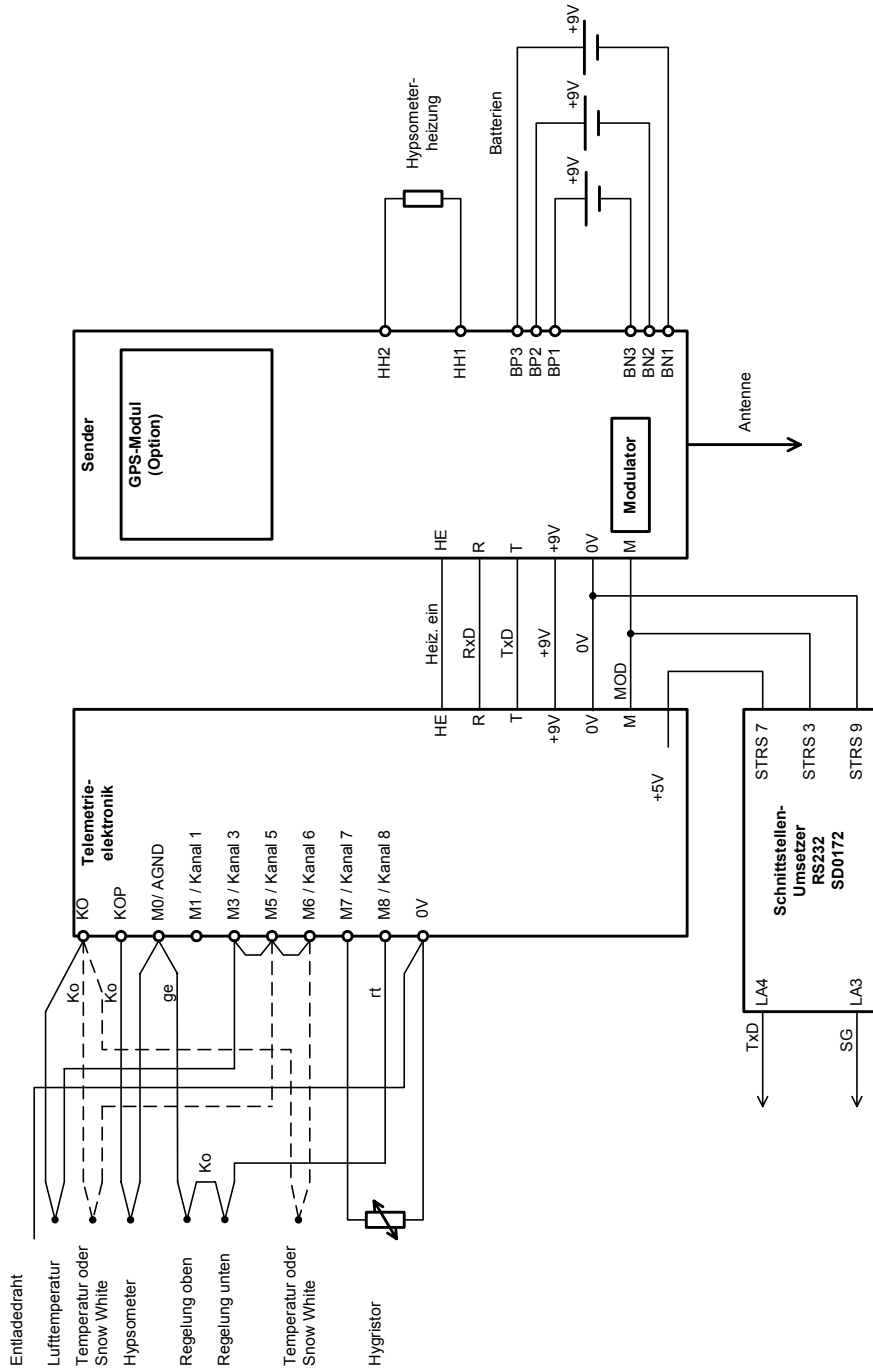 Entladedraht
Lufttemperatur
Temperatur oder
Snow White
Hypsometer
Regelung oben
Regelung unten
Temperatur oder
Snow White
Hygristor
Ko
Ko
ge
Ko
rt
Telemetrie-
elektronik
KO
KOP
M0/ AGND
M1 / Kanal 1
M3 / Kanal 3
M5 / Kanal 5
M6 / Kanal 6
M7 / Kanal 7
M8 / Kanal 8
0V
HE
R
T
+9V
0V
M
+5V
Heiz. ein
RxD
TxD
+9V
0V
MOD
Sender
GPS-Modul
(Option)
HE
R
T
+9V
0V
M
Modulator
HH2
HH1
BP3
BP2
BP1
BN3
BN2
BN1
Hypsometer-
heizung
Batterien
+9V
+9V
+9V
Antenne
Schnittstellen-
Umsetzer
RS232
SD0172
STRS 7
STRS 3
STRS 9
LA4
LA3
TxD
SG